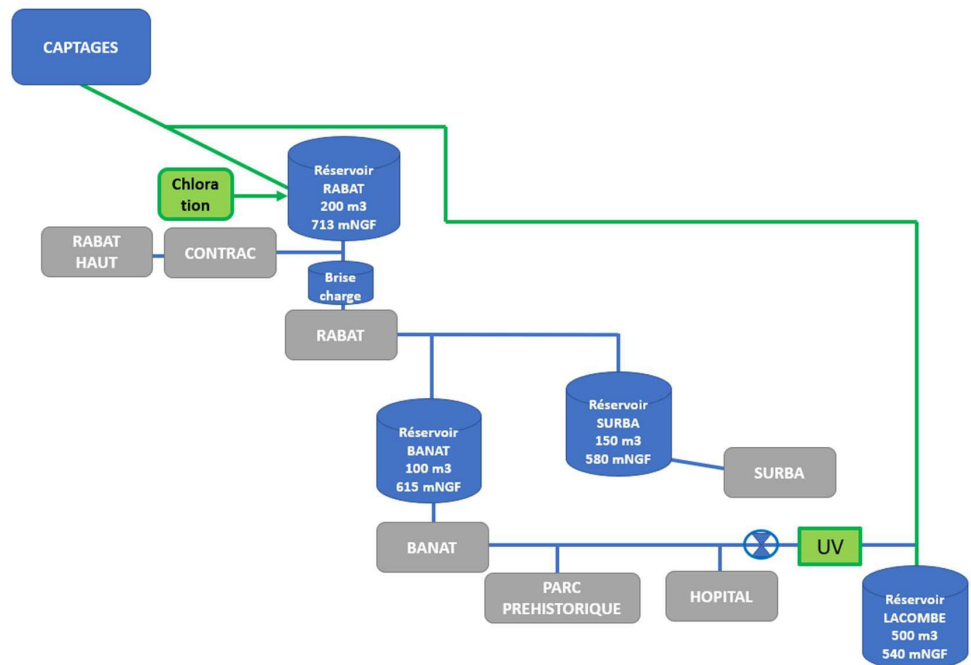 CAPTAGES
Réservoir
RABAT
200 m3
713 mNGF
Chlora
tion
RABAT
HAUT
CONTRAC
Brise
charge
RABAT
Réservoir
SURBA
150 m3
580 mNGF
Réservoir
BANAT
100 m3
615 mNGF
SURBA
BANAT
UV
PARC
PREHISTORIQUE
HOPITAL
Réservoir
LACOMBE
500 m3
540 mNGF